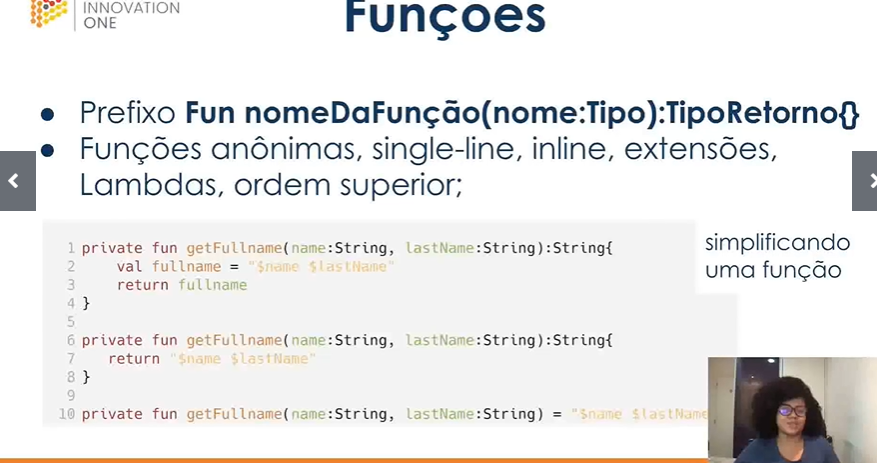 INNOVATION
ONE
Funções
● Prefixo Fun nomeDaFunção(nome:Tipo):TipoRetorno{}
● Funções anônimas, single-line, inline, extensões,
Lambdas, ordem superior;
1 private fun getFullname(name:String, lastName:String):String{
2 val fullname = "$name $lastName"
3 return fullname
4 }
5
6 private fun getFullname(name:String, lastName:String):String{
7 return "$name $lastName"
8 }
9
10 private fun getFullname(name:String, lastName:String) = "$name $lastName
simplificando
uma função